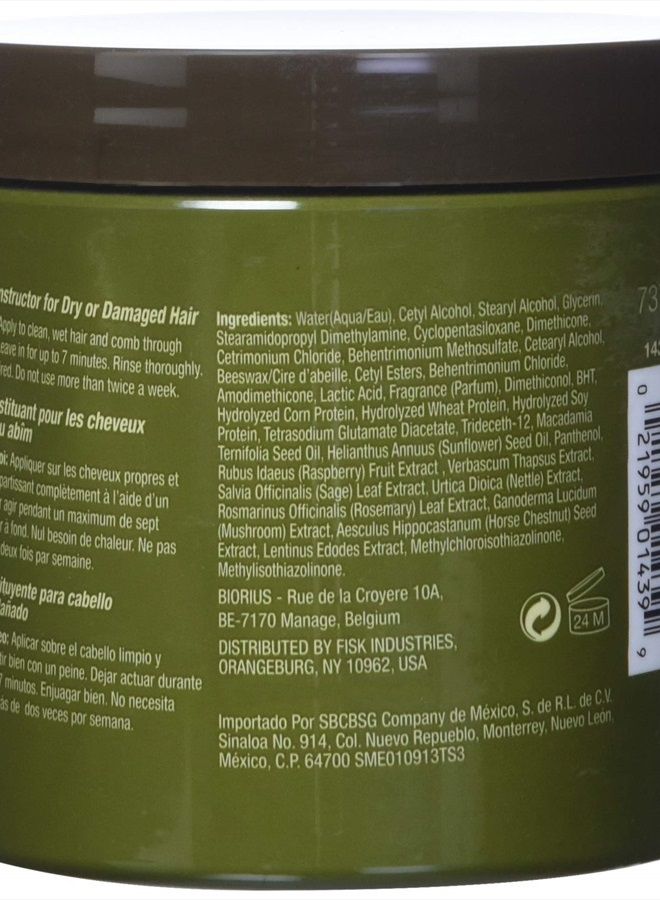 nstructor for Dry or Damaged Hair
Apply to clean, wet hair and comb through
eave in for up to 7 minutes. Rinse thoroughly.
red. Do not use more than twice a week.
stituant pour les cheveux
u abîm
oi: Appliquer sur les cheveux propres et
partissant complètement à l'aide d'un
r agir pendant un maximum de sept
r à fond. Nul besoin de chaleur. Ne pas
deux fois par semaine.
ituyente para cabello
añado
eo: Aplicar sobre el cabello limpio y
tir bien con un peine. Dejar actuar durante
7 minutos. Enjuagar bien. No necesita
ás de dos veces por semana.
Ingredients: Water(Aqua/Eau), Cetyl Alcohol, Stearyl Alcohol, Glycerin,
Stearamidopropyl Dimethylamine, Cyclopentasiloxane, Dimethicone,
Cetrimonium Chloride, Behentrimonium Methosulfate, Cetearyl Alcohol,
Beeswax/Cire d'abeille, Cetyl Esters, Behentrimonium Chloride,
Amodimethicone, Lactic Acid, Fragrance (Parfum), Dimethiconol, BHT,
Hydrolyzed Corn Protein, Hydrolyzed Wheat Protein, Hydrolyzed Soy
Protein, Tetrasodium Glutamate Diacetate, Trideceth-12, Macadamia
Ternifolia Seed Oil, Helianthus Annuus (Sunflower) Seed Oil, Panthenol,
Rubus Idaeus (Raspberry) Fruit Extract , Verbascum Thapsus Extract,
Salvia Officinalis (Sage) Leaf Extract, Urtica Dioica (Nettle) Extract,
Rosmarinus Officinalis (Rosemary) Leaf Extract, Ganoderma Lucidum
(Mushroom) Extract, Aesculus Hippocastanum (Horse Chestnut) Seed
Extract, Lentinus Edodes Extract, Methylchloroisothiazolinone,
Methylisothiazolinone.
BIORIUS - Rue de la Croyere 10A,
BE-7170 Manage, Belgium
DISTRIBUTED BY FISK INDUSTRIES,
ORANGEBURG, NY 10962, USA
24 M
Importado Por SBCBSG Company de México, S. de R.L. de C.V.
Sinaloa No. 914, Col. Nuevo Repueblo, Monterrey, Nuevo León,
México, C.P. 64700 SME010913TS3
73
143
0 21959 01439 9